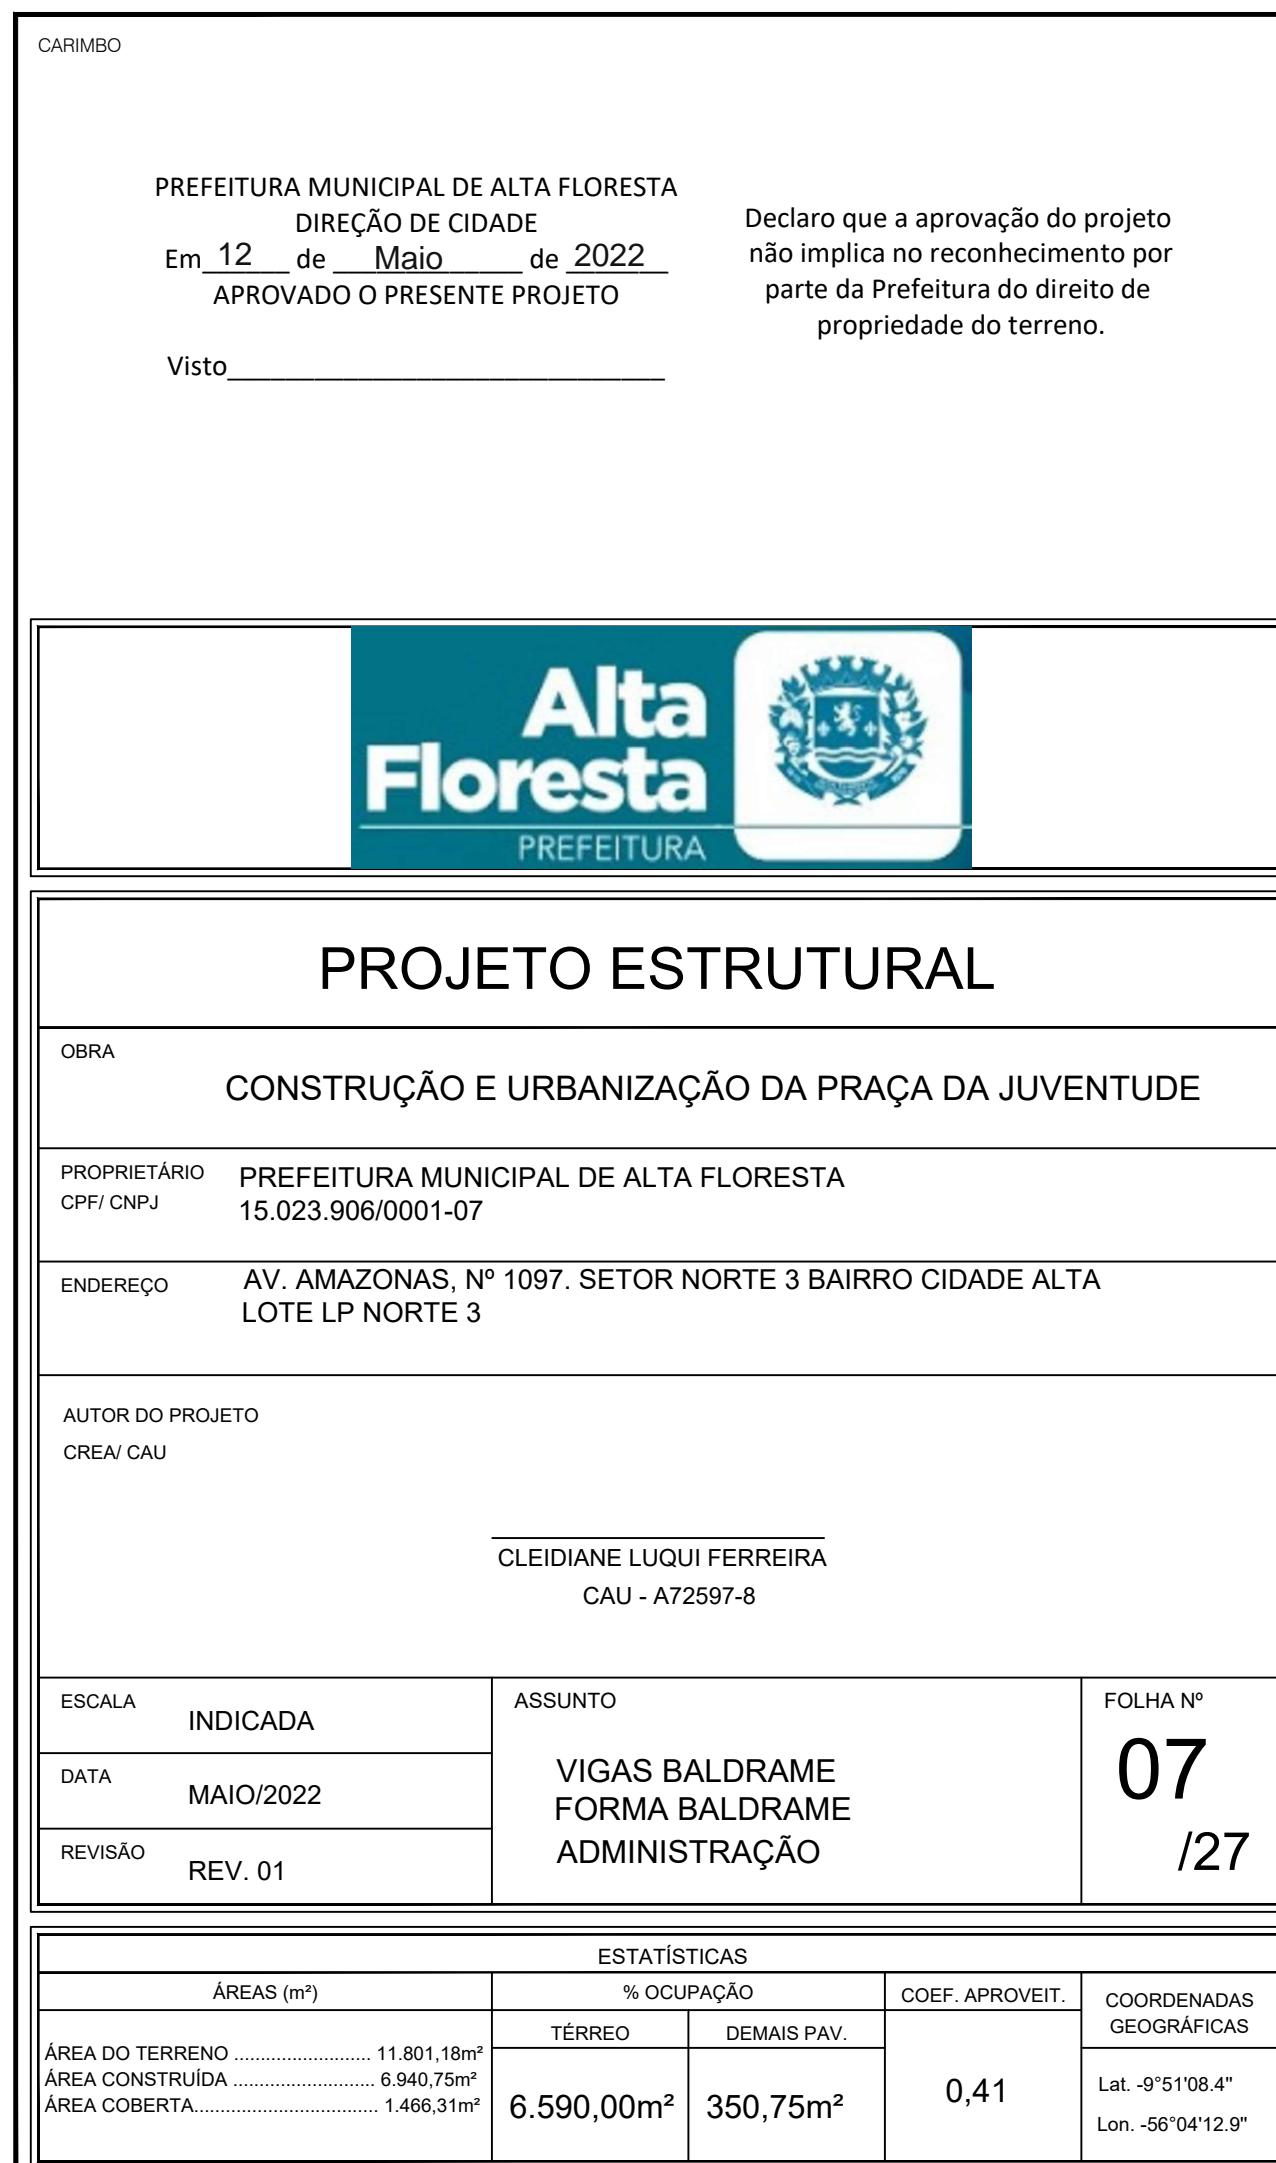 CARIMBO
PREFEITURA MUNICIPAL DE ALTA FLORESTA
DIREÇÃO DE CIDADE
Em 12 de Maio de 2022
APROVADO O PRESENTE PROJETO
Visto______________________________
Declaro que a aprovação do projeto
não implica no reconhecimento por
parte da Prefeitura do direito de
propriedade do terreno.
Alta
Floresta
PREFEITURA
PROJETO ESTRUTURAL
OBRA
CONSTRUÇÃO E URBANIZAÇÃO DA PRAÇA DA JUVENTUDE
PROPRIETÁRIO PREFEITURA MUNICIPAL DE ALTA FLORESTA
CPF/ CNPJ 15.023.906/0001-07
ENDEREÇO AV. AMAZONAS, Nº 1097. SETOR NORTE 3 BAIRRO CIDADE ALTA
LOTE LP NORTE 3
AUTOR DO PROJETO
CREA/ CAU
CLEIDIANE LUQUI FERREIRA
CAU - A72597-8
ESCALA
INDICADA
DATA
MAIO/2022
REVISÃO
REV. 01
ASSUNTO
VIGAS BALDRAME
FORMA BALDRAME
ADMINISTRAÇÃO
FOLHA Nº
07
/27
ESTATÍSTICAS
ÁREAS (m²)
ÁREA DO TERRENO .......................... 11.801,18m²
ÁREA CONSTRUÍDA ........................... 6.940,75m²
ÁREA COBERTA................................... 1.466,31m²
% OCUPAÇÃO
TÉRREO
6.590,00m²
DEMAIS PAV.
350,75m²
COEF. APROVEIT.
0,41
COORDENADAS
GEOGRÁFICAS
Lat. -9°51'08.4"
Lon. -56°04'12.9"